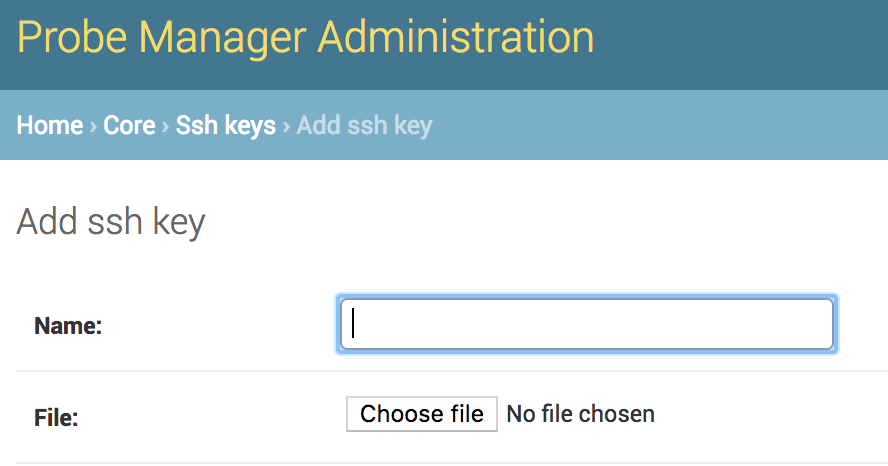 Probe Manager Administration
Home › Core › Ssh keys › Add ssh key
Add ssh key
Name:
File: Choose file No file chosen